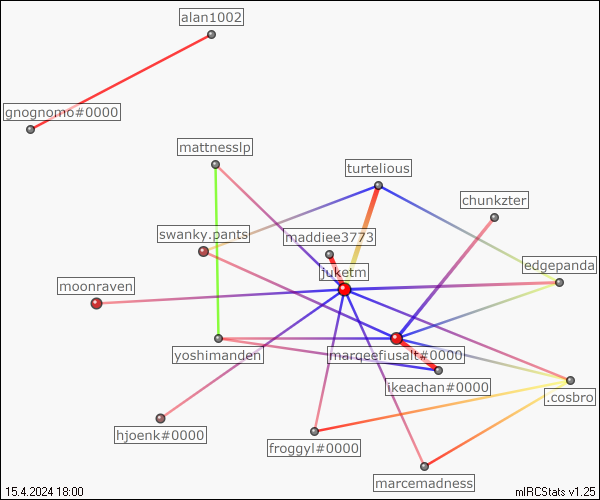 alan1002
gnognomo#0000
mattnesslp
turtelious
chunkzter
swanky.pants
maddiee3773
edgepanda
juketm
moonraven
yoshimanden
marqeefiusalt#0000
ikeachan#0000
.cosbro
hjoenk#0000
froggyl#0000
marcemadness
15.4.2024 18:00
mIRCStats v1.25